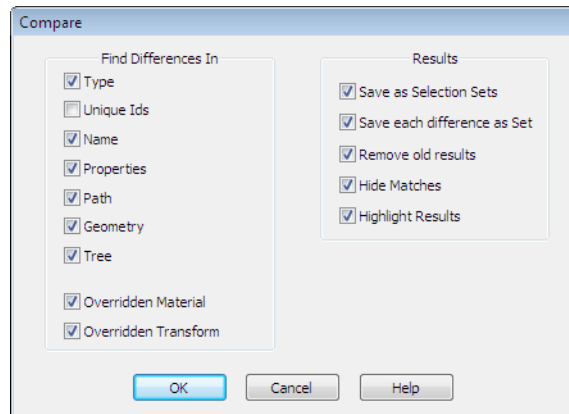 Compare
Find Differences In
Type
Unique Ids
Name
Properties
Path
Geometry
Tree
Overridden Material
Overridden Transform
Results
Save as Selection Sets
Save each difference as Set
Remove old results
Hide Matches
Highlight Results
OK
Cancel
Help